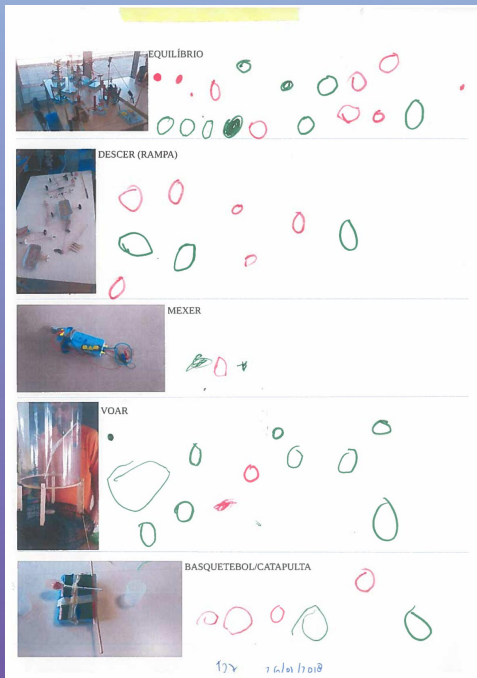 EQUILÍBRIO
DESCER (RAMPA)
MEXER
VOAR
BASQUETEBOL/CATAPULTA